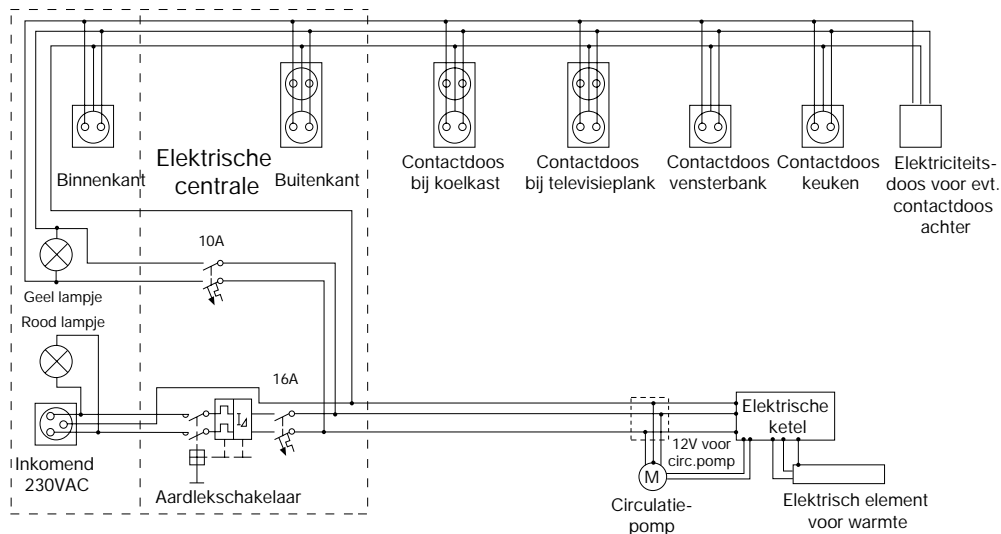 Binnenkant
Elektrische
centrale
Buitenkant
Contactdoos
bij koelkast
Contactdoos
bij televisieplank
Contactdoos
vensterbank
Contactdoos
keuken
Elektriciteits-
doos voor evt.
contactdoos
achter
10A
Geel lampje
Rood lampje
16A
I⊿
Inkomend
230VAC
Aardlekschakelaar
Elektrische
ketel
12V voor
circ.pomp
M
Circulatie-
pomp
Elektrisch element
voor warmte